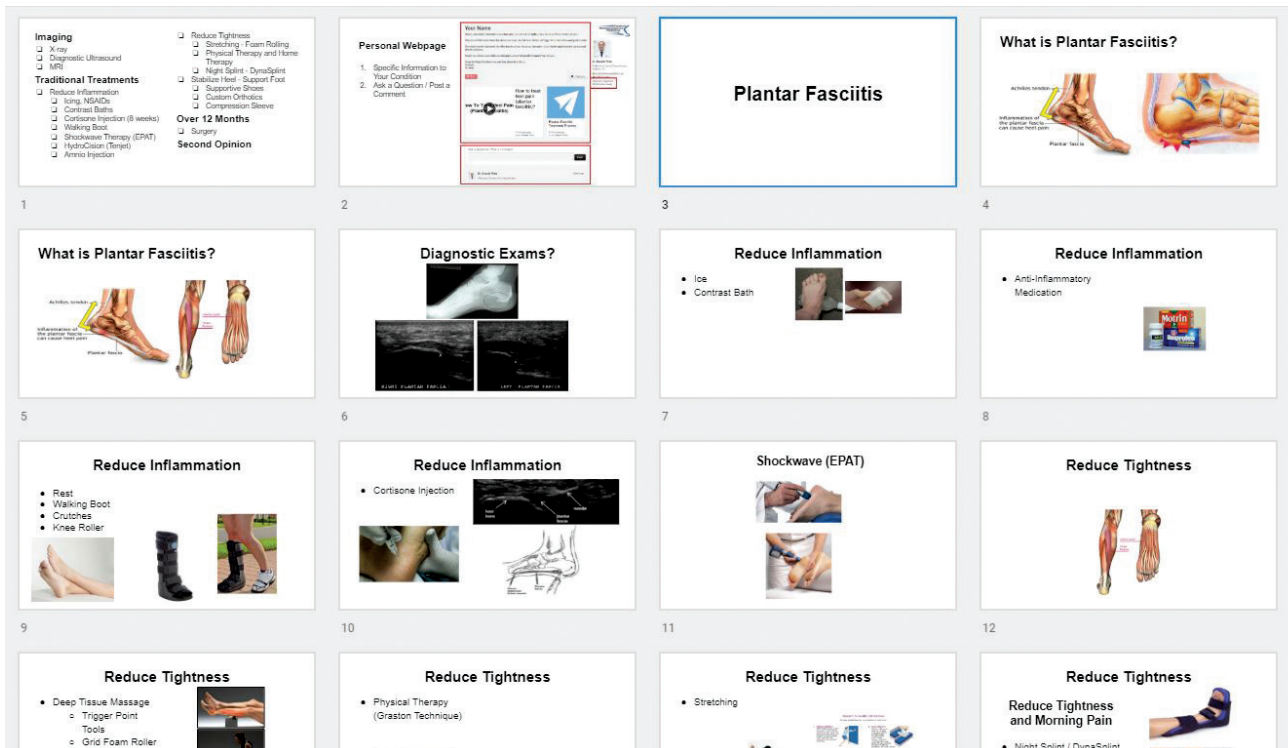 Imaging
❏ X-ray
❏ Diagnostic Ultrasound
❏ MRI
Traditional Treatments
❏ Reduce Inflammation
❏ Icing, NSAIDs
❏ Contrast Baths
❏ Cortisone Injection (8 weeks)
❏ Walking Boot
❏ Shockwave Therapy (EPAT)
❏ HydroCision (Tenjet)
❏ Amnio Injection
❏ Reduce Tightness
❏ Stretching - Foam Rolling
❏ Physical Therapy and Home
Therapy
❏ Night Splint - DynaSplint
❏ Stabilize Heel - Support Foot
❏ Supportive Shoes
❏ Custom Orthotics
❏ Compression Sleeve
Over 12 Months
❏ Surgery
Second Opinion
1
Personal Webpage
1. Specific Information to
Your Condition
2. Ask a Question / Post a
Comment
Your Name
2
Plantar Fasciitis
3
What is Plantar Fasciitis?
Achilles tendon
Inflammation of
the plantar fascia
can cause heel pain
Plantar fascia
4
What is Plantar Fasciitis?
Achilles tendon
Inflammation of
the plantar fascia
can cause heel pain
Plantar fascia
5
Diagnostic Exams?
RIGHT PLANTAR FASCIA
LEFT PLANTAR FASCIA
6
Reduce Inflammation
● Ice
● Contrast Bath
7
Reduce Inflammation
● Anti-Inflammatory
Medication
Motrin
8
Reduce Inflammation
● Rest
● Walking Boot
● Crutches
● Knee Roller
9
Reduce Inflammation
● Cortisone Injection
heel
bone
plantar
fascia
needle
10
Shockwave (EPAT)
11
Reduce Tightness
12
Reduce Tightness
● Deep Tissue Massage
○ Trigger Point
Tools
○ Grid Foam Roller
Reduce Tightness
● Physical Therapy
(Graston Technique)
Reduce Tightness
● Stretching
Reduce Tightness
Reduce Tightness
and Morning Pain
● Night Splint / DynaSplint